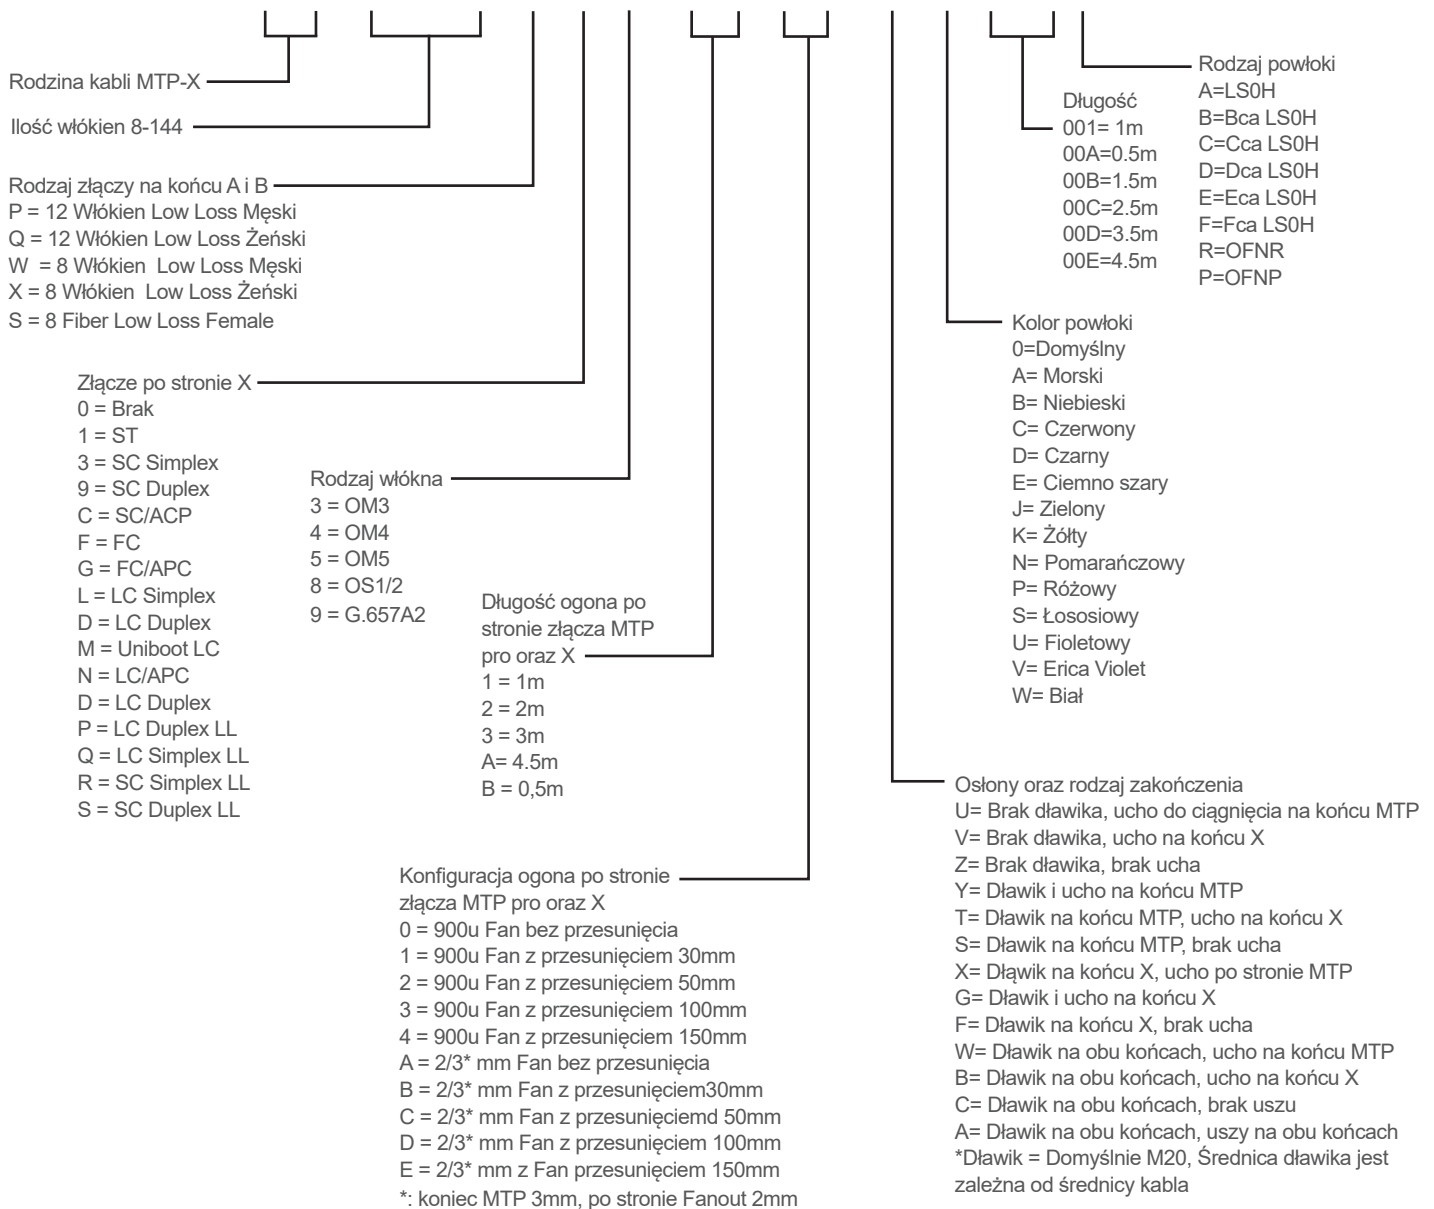 Rodzina kabli MTP-X
Ilość włókien 8-144
Rodzaj złączy na końcu A i B
P = 12 Włókien Low Loss Męski
Q = 12 Włókien Low Loss Żeński
W  = 8 Włókien  Low Loss Męski
X = 8 Włókien  Low Loss Żeński
S = 8 Fiber Low Loss Female
Złącze po stronie X
0 = Brak
1 = ST
3 = SC Simplex
9 = SC Duplex
C = SC/ACP
F = FC
G = FC/APC
L = LC Simplex
D = LC Duplex
M = Uniboot LC
N = LC/APC
D = LC Duplex
P = LC Duplex LL
Q = LC Simplex LL
R = SC Simplex LL
S = SC Duplex LL
Rodzaj włókna
3 = OM3
4 = OM4
5 = OM5
8 = OS1/2
9 = G.657A2
Długość ogona po
stronie złącza MTP
pro oraz X
1 = 1m
2 = 2m
3 = 3m
A= 4.5m
B = 0,5m
Konfiguracja ogona po stronie
złącza MTP pro oraz X
0 = 900u Fan bez przesunięcia
1 = 900u Fan z przesunięciem 30mm
2 = 900u Fan z przesunięciem 50mm
3 = 900u Fan z przesunięciem 100mm
4 = 900u Fan z przesunięciem 150mm
A = 2/3* mm Fan bez przesunięcia
B = 2/3* mm Fan z przesunięciem30mm
C = 2/3* mm Fan z przesunięciemd 50mm
D = 2/3* mm Fan z przesunięciem 100mm
E = 2/3* mm z Fan przesunięciem 150mm
*: koniec MTP 3mm, po stronie Fanout 2mm
Długość
001= 1m
00A=0.5m
00B=1.5m
00C=2.5m
00D=3.5m
00E=4.5m
Rodzaj powłoki
A=LS0H
B=Bca LS0H
C=Cca LS0H
D=Dca LS0H
E=Eca LS0H
F=Fca LS0H
R=OFNR
P=OFNP
Kolor powłoki
0=Domyślny
A= Morski
B= Niebieski
C= Czerwony
D= Czarny
E= Ciemno szary
J= Zielony
K= Żółty
N= Pomarańczowy
P= Różowy
S= Łososiowy
U= Fioletowy
V= Erica Violet
W= Biał
Osłony oraz rodzaj zakończenia
U= Brak dławika, ucho do ciągnięcia na końcu MTP
V= Brak dławika, ucho na końcu X
Z= Brak dławika, brak ucha
Y= Dławik i ucho na końcu MTP
T= Dławik na końcu MTP, ucho na końcu X
S= Dławik na końcu MTP, brak ucha
X= Dłąwik na końcu X, ucho po stronie MTP
G= Dławik i ucho na końcu X
F= Dławik na końcu X, brak ucha
W= Dławik na obu końcach, ucho na końcu MTP
B= Dławik na obu końcach, ucho na końcu X
C= Dławik na obu końcach, brak uszu
A= Dławik na obu końcach, uszy na obu końcach
*Dławik = Domyślnie M20, Średnica dławika jest
zależna od średnicy kabla